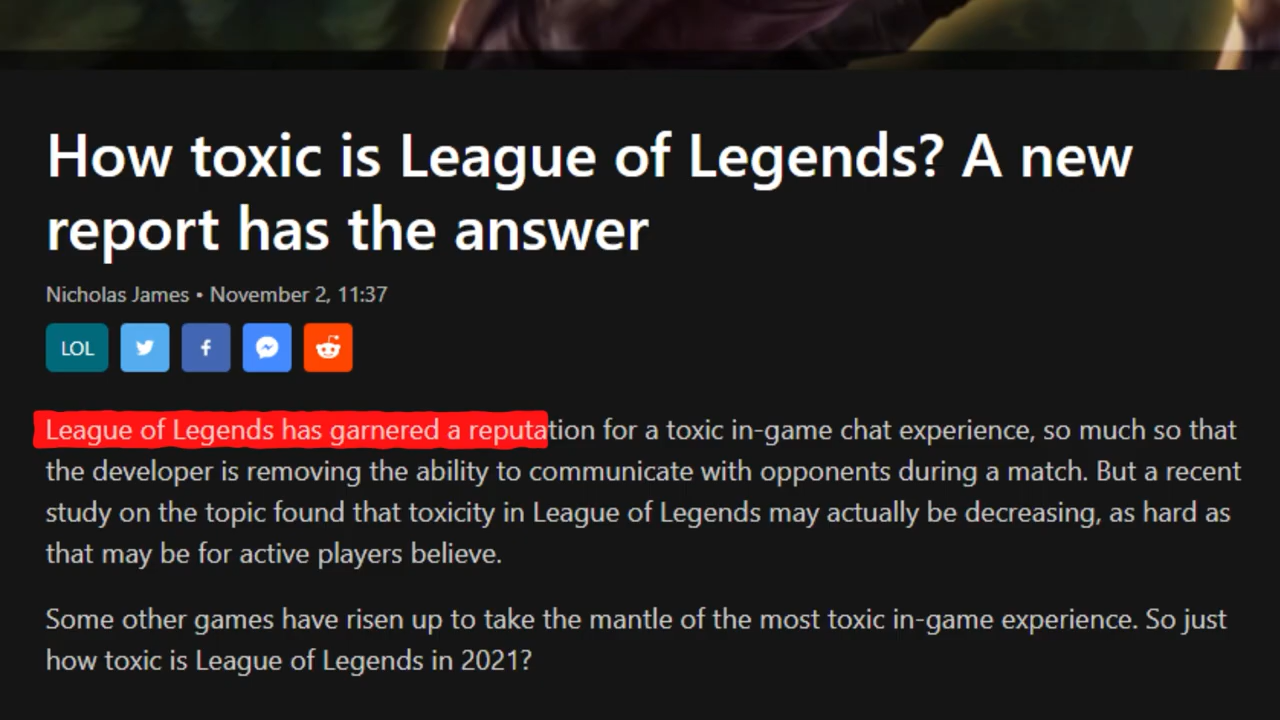 How toxic is League of Legends? A new
report has the answer
Nicholas James • November 2, 11:37
LOL
League of Legends has garnered a reputation for a toxic in-game chat experience, so much so that
the developer is removing the ability to communicate with opponents during a match. But a recent
study on the topic found that toxicity in League of Legends may actually be decreasing, as hard as
that may be for active players believe.
Some other games have risen up to take the mantle of the most toxic in-game experience. So just
how toxic is League of Legends in 2021?